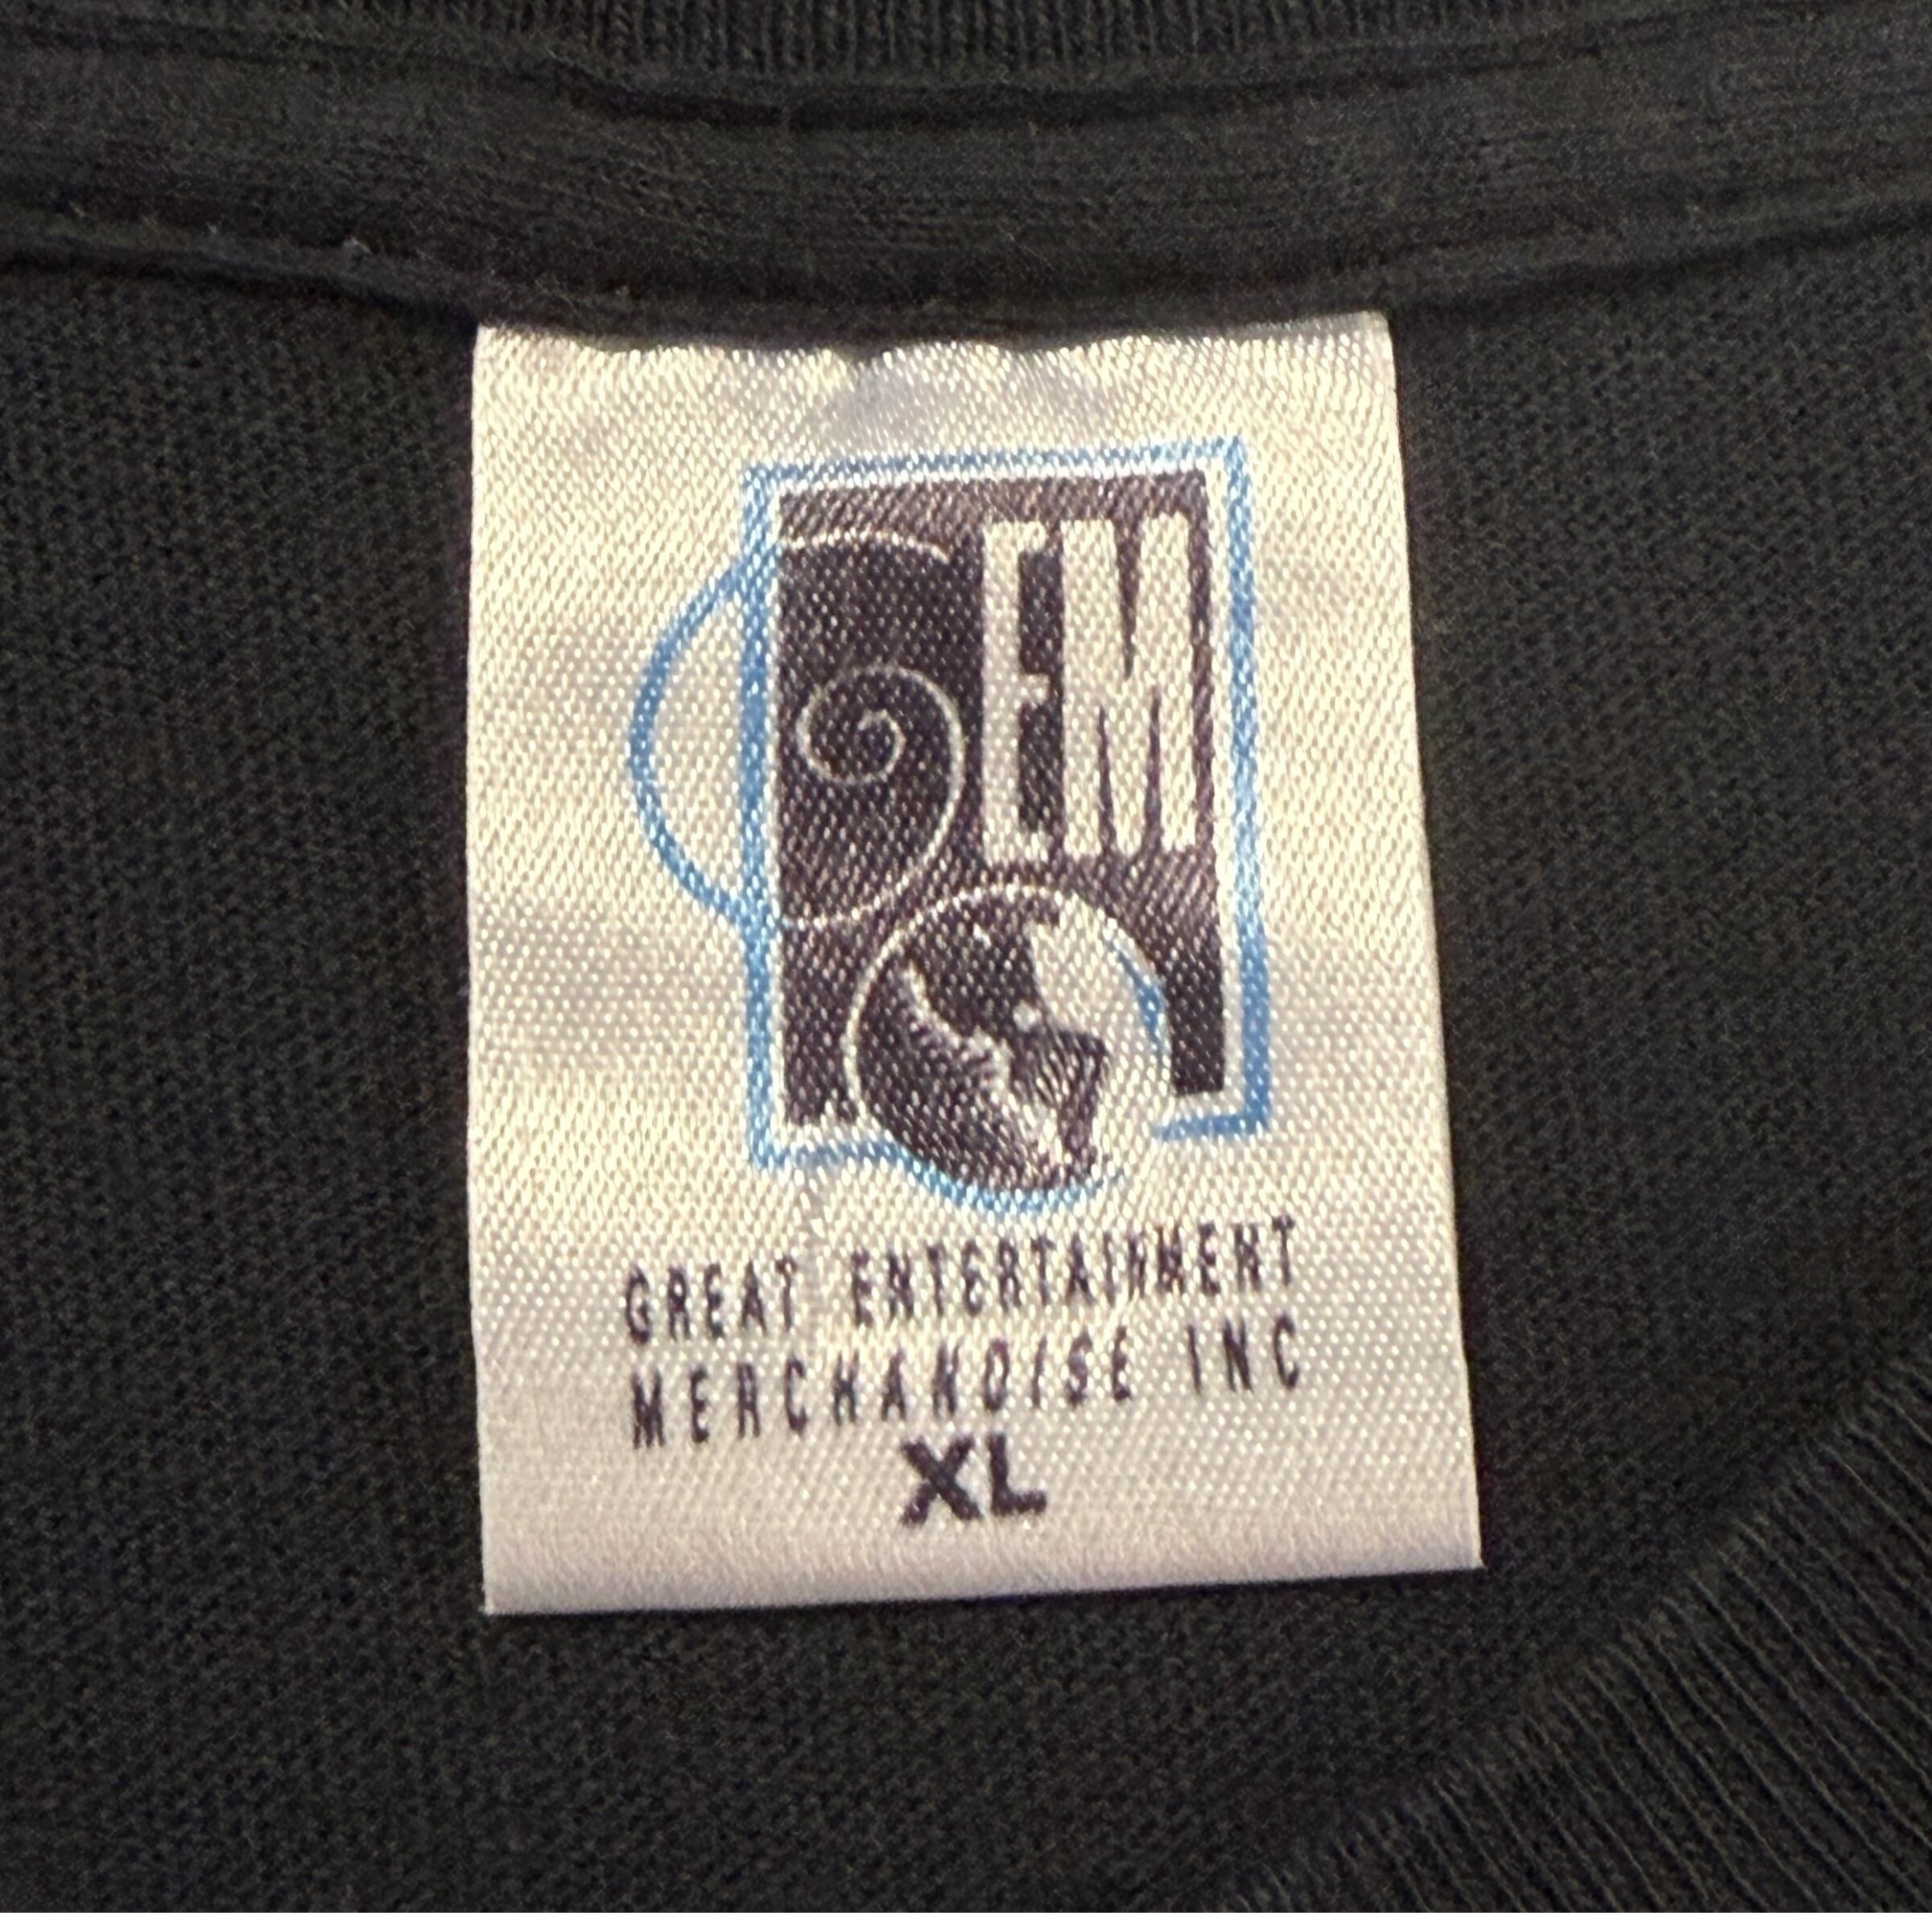 GEM
GREAT ENTERTAINMENT
MERCHANDISE INC
XL